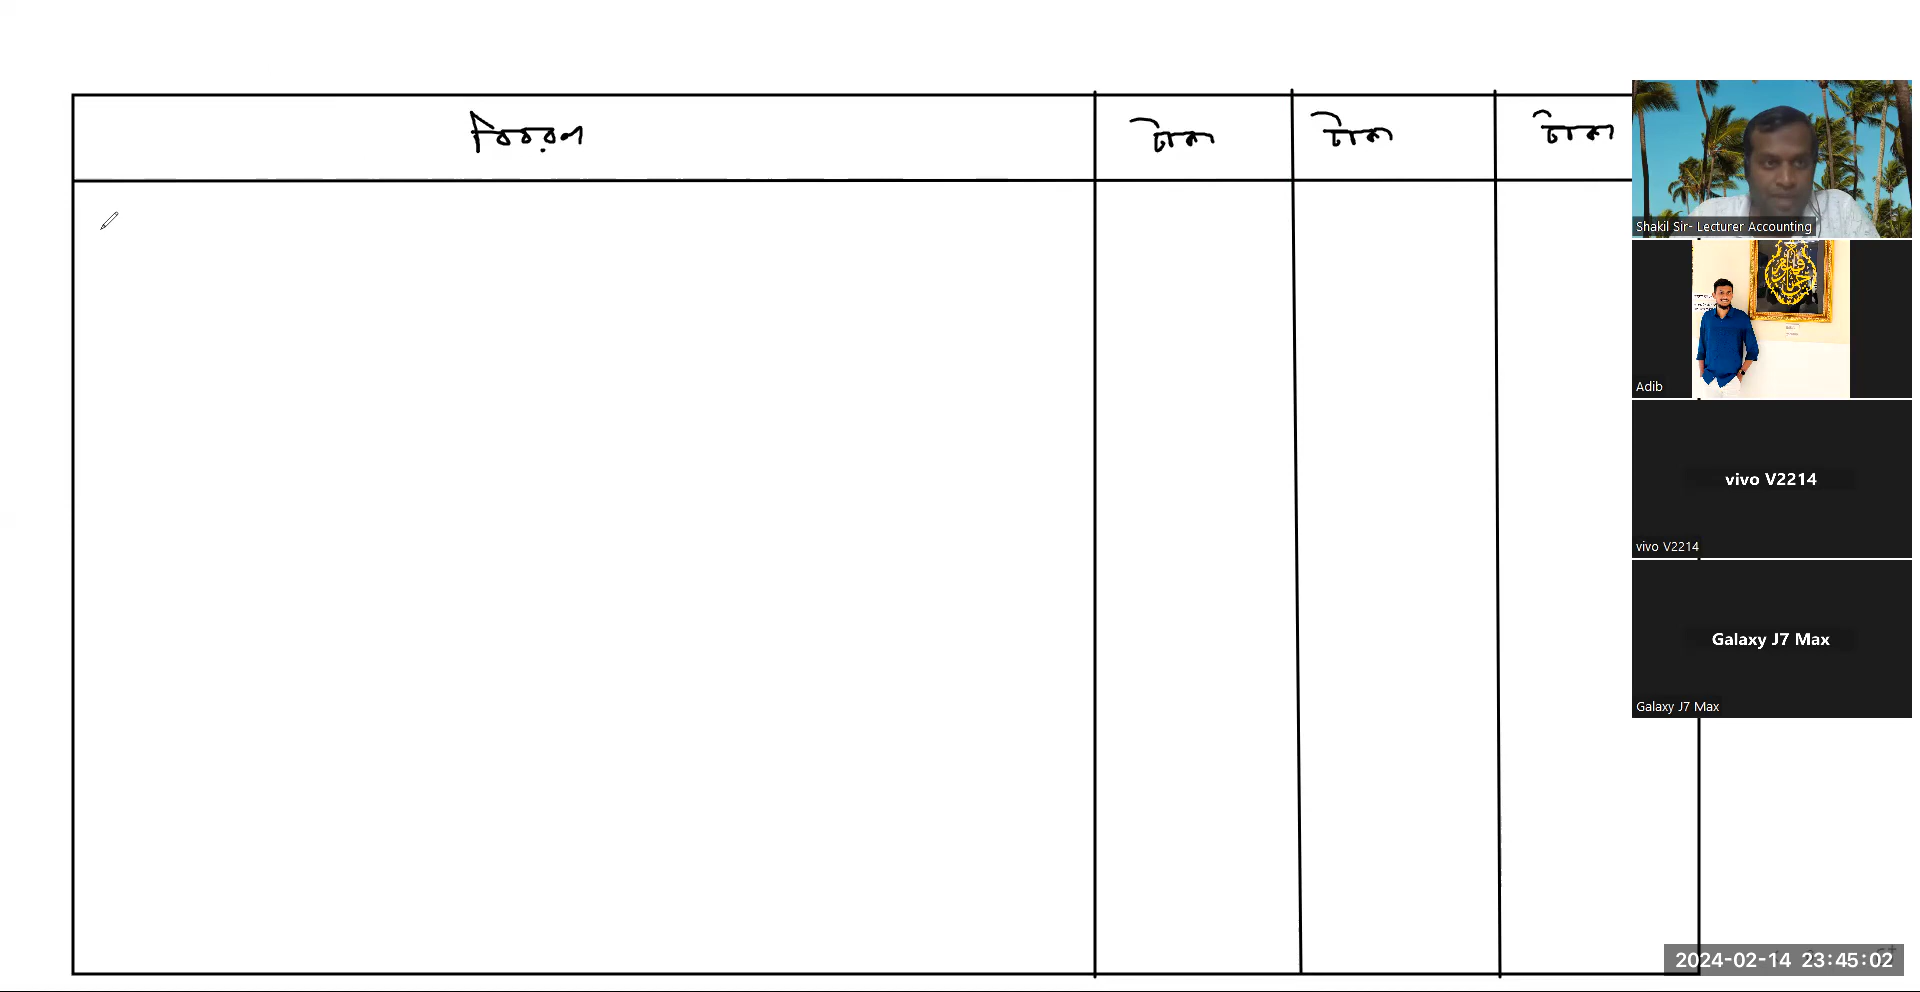 বিবরণ টাকা টাকা টাকা
Shakil Sir- Lecturer Accounting
Adib
vivo V2214
vivo V2214
Galaxy J7 Max
Galaxy J7 Max
2024-02-14 23:45:02